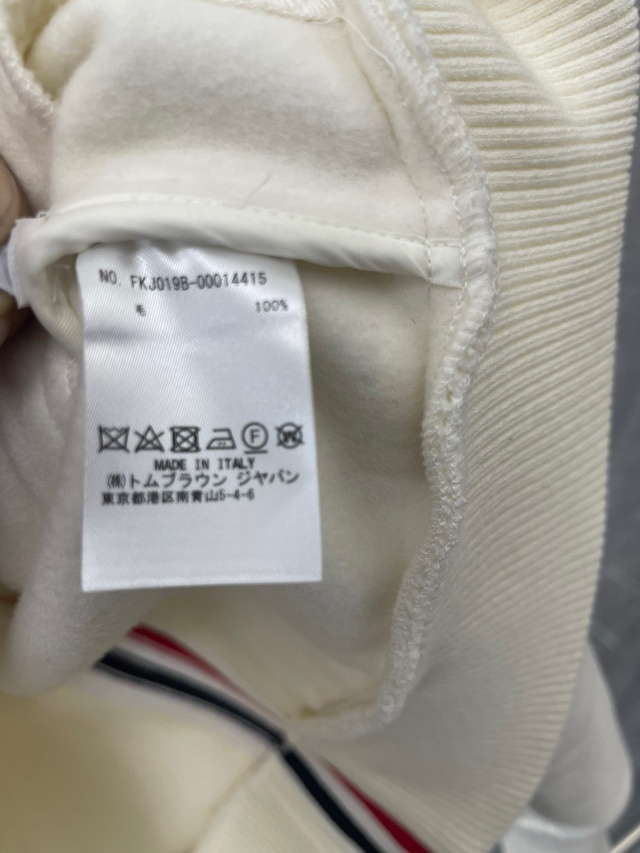 NO. FKJ019B-00014415
毛 100%
F W
MADE IN ITALY
(株)トムブラウン ジャパン
東京都港区南青山5-4-6